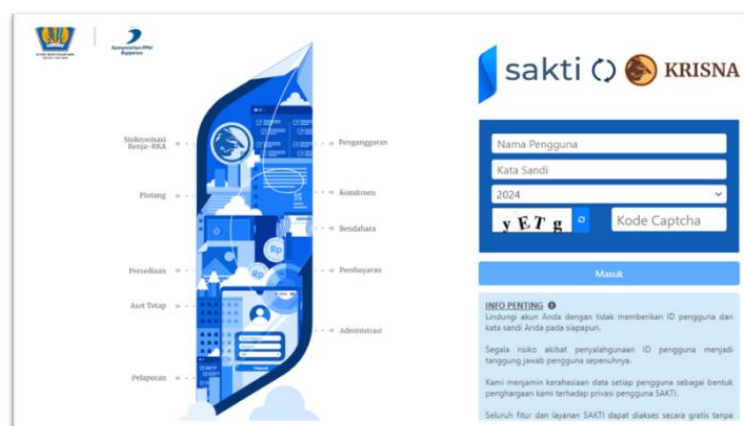 Kementerian PPN/
Bappenas
sakti
KRISNA
Sinkronisasi
Renja-RKA
Piutang
Persediaan
Aset Tetap
Pelaporan
Penganggaran
Komitmen
Bendahara
Pembayaran
Administrasi
Rp
Rp
Nama Pengguna
Kata Sandi
2024
y E T g
Kode Captcha
Masuk
INFO PENTING
Lindungi akun Anda dengan tidak memberikan ID pengguna dan
kata sandi Anda pada siapapun.
Segala risiko akibat penyalahgunaan ID pengguna menjadi
tanggung jawab pengguna sepenuhnya.
Kami menjamin kerahasiaan data setiap pengguna sebagai bentuk
penghargaan kami terhadap privasi pengguna SAKTI.
Seluruh fitur dan layanan SAKTI dapat diakses secara gratis tanpa